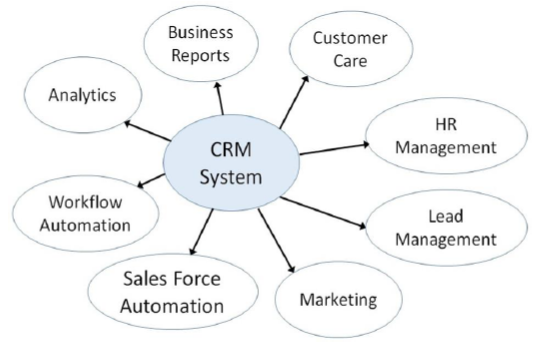 Business
Reports
Customer
Care
Analytics
HR
Management
CRM
System
Workflow
Automation
Lead
Management
Sales Force
Automation
Marketing